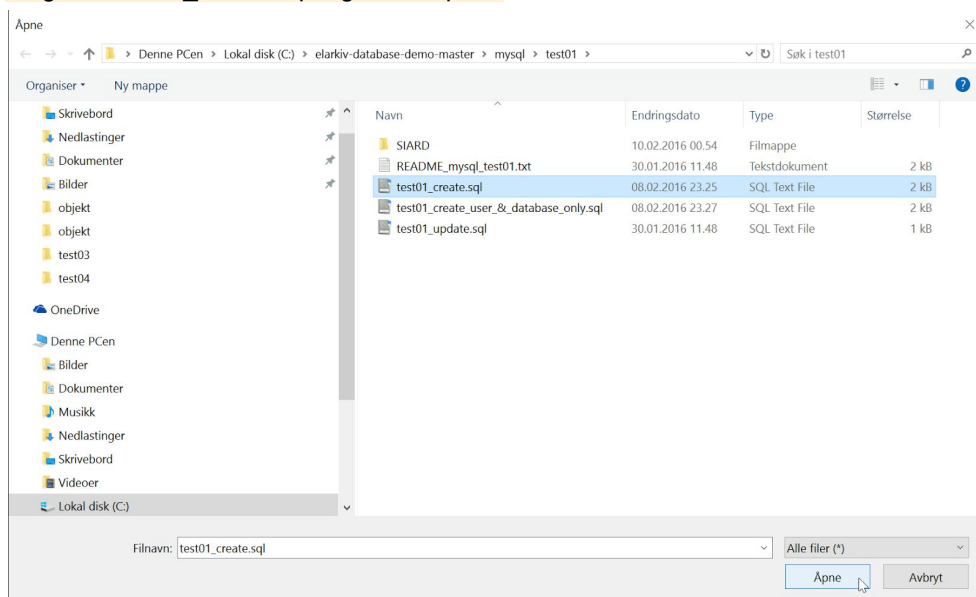 Åpne
Denne PCen > Lokal disk (C:) > elarkiv-database-demo-master > mysql > test01 >
Søk i test01
Organiser
Ny mappe
Skrivebord
Nedlastinger
Dokumenter
Bilder
objekt
objekt
test03
test04
OneDrive
Denne PCen
Bilder
Dokumenter
Musikk
Nedlastinger
Skrivebord
Videoer
Lokal disk (C:)
Navn Endringsdato Type Størrelse
SIARD 10.02.2016 00.54 Filmappe
README_mysql_test01.txt 30.01.2016 11.48 Tekstdokument 2 kB
test01_create.sql 08.02.2016 23.25 SQL Text File 2 kB
test01_create_user_&_database_only.sql 08.02.2016 23.27 SQL Text File 2 kB
test01_update.sql 30.01.2016 11.48 SQL Text File 1 kB
Filnavn: test01_create.sql
Alle filer (*)
Åpne Avbryt